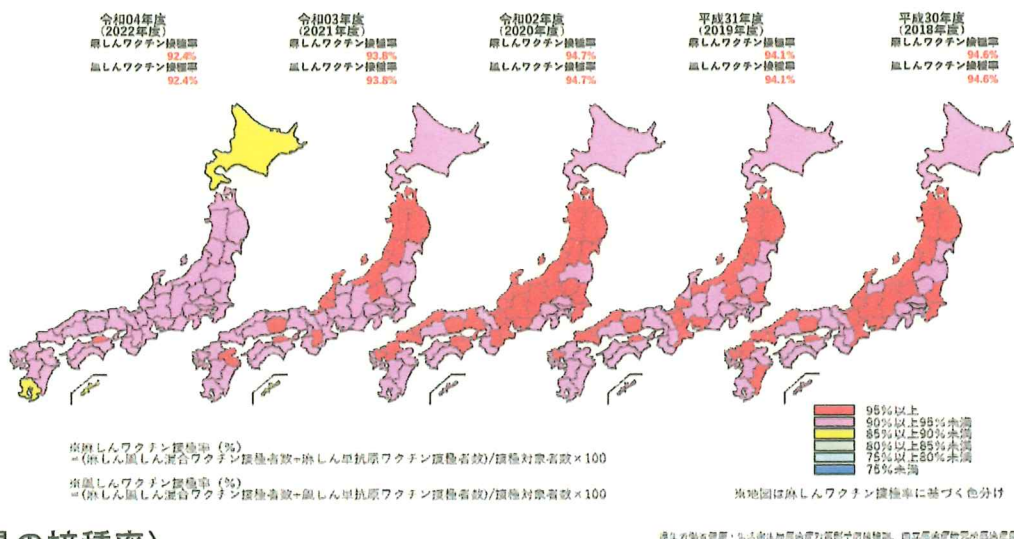 令和04年度
(2022年度)
麻しんワクチン接種率
92.4%
風しんワクチン接種率
92.4%
令和03年度
(2021年度)
麻しんワクチン接種率
93.8%
風しんワクチン接種率
93.8%
令和02年度
(2020年度)
麻しんワクチン接種率
94.7%
風しんワクチン接種率
94.7%
平成31年度
(2019年度)
麻しんワクチン接種率
94.1%
風しんワクチン接種率
94.1%
平成30年度
(2018年度)
麻しんワクチン接種率
94.6%
風しんワクチン接種率
94.6%
95%以上
90%以上95%未満
85%以上90%未満
80%以上85%未満
75%以上80%未満
75%未満
※麻しんワクチン接種率 (%)
=(麻しん風しん混合ワクチン接種者数+麻しん単抗原ワクチン接種者数)/接種対象者数×100
※風しんワクチン接種率 (%)
=(麻しん風しん混合ワクチン接種者数+風しん単抗原ワクチン接種者数)/接種対象者数×100
※地図は麻しんワクチン接種率に基づく色分け
の接種率)